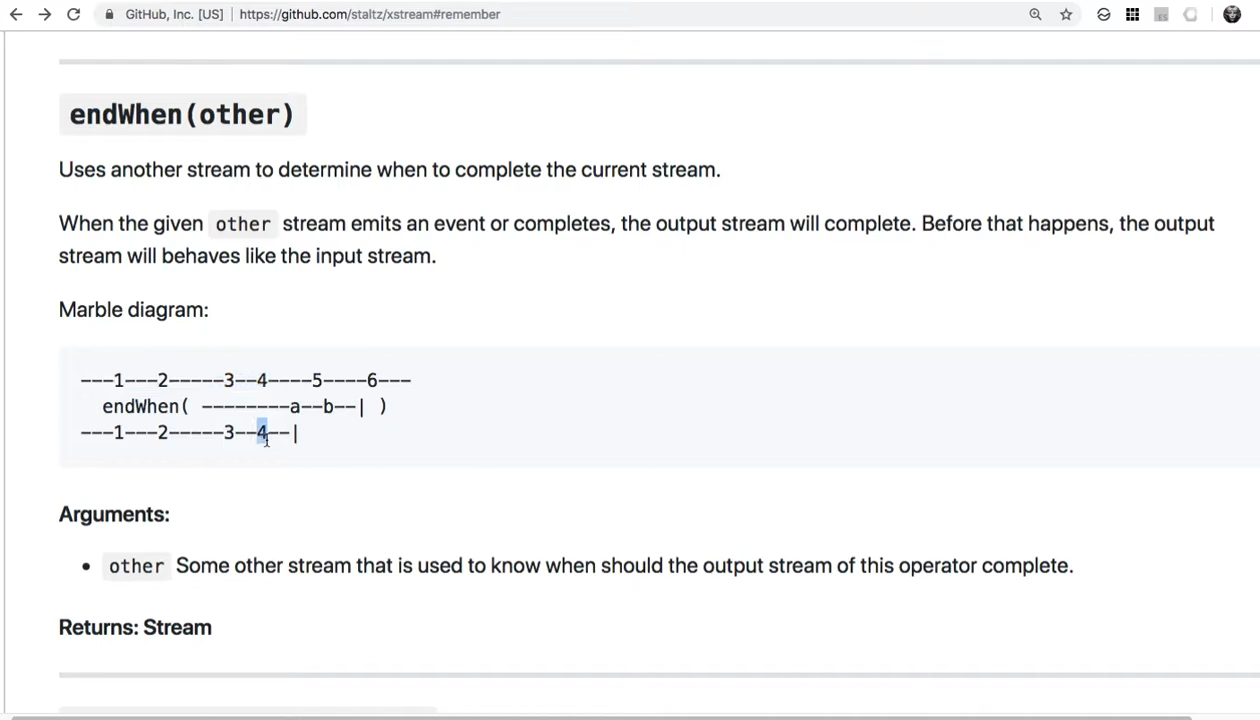 GitHub, Inc. [US] | https://github.com/staltz/xstream#remember
endWhen(other)
Uses another stream to determine when to complete the current stream.
When the given other stream emits an event or completes, the output stream will complete. Before that happens, the output
stream will behaves like the input stream.
Marble diagram:
---1---2-----3--4----5----6---
endWhen( --------a--b--| )
---1---2-----3--4--|
Arguments:
• other Some other stream that is used to know when should the output stream of this operator complete.
Returns: Stream